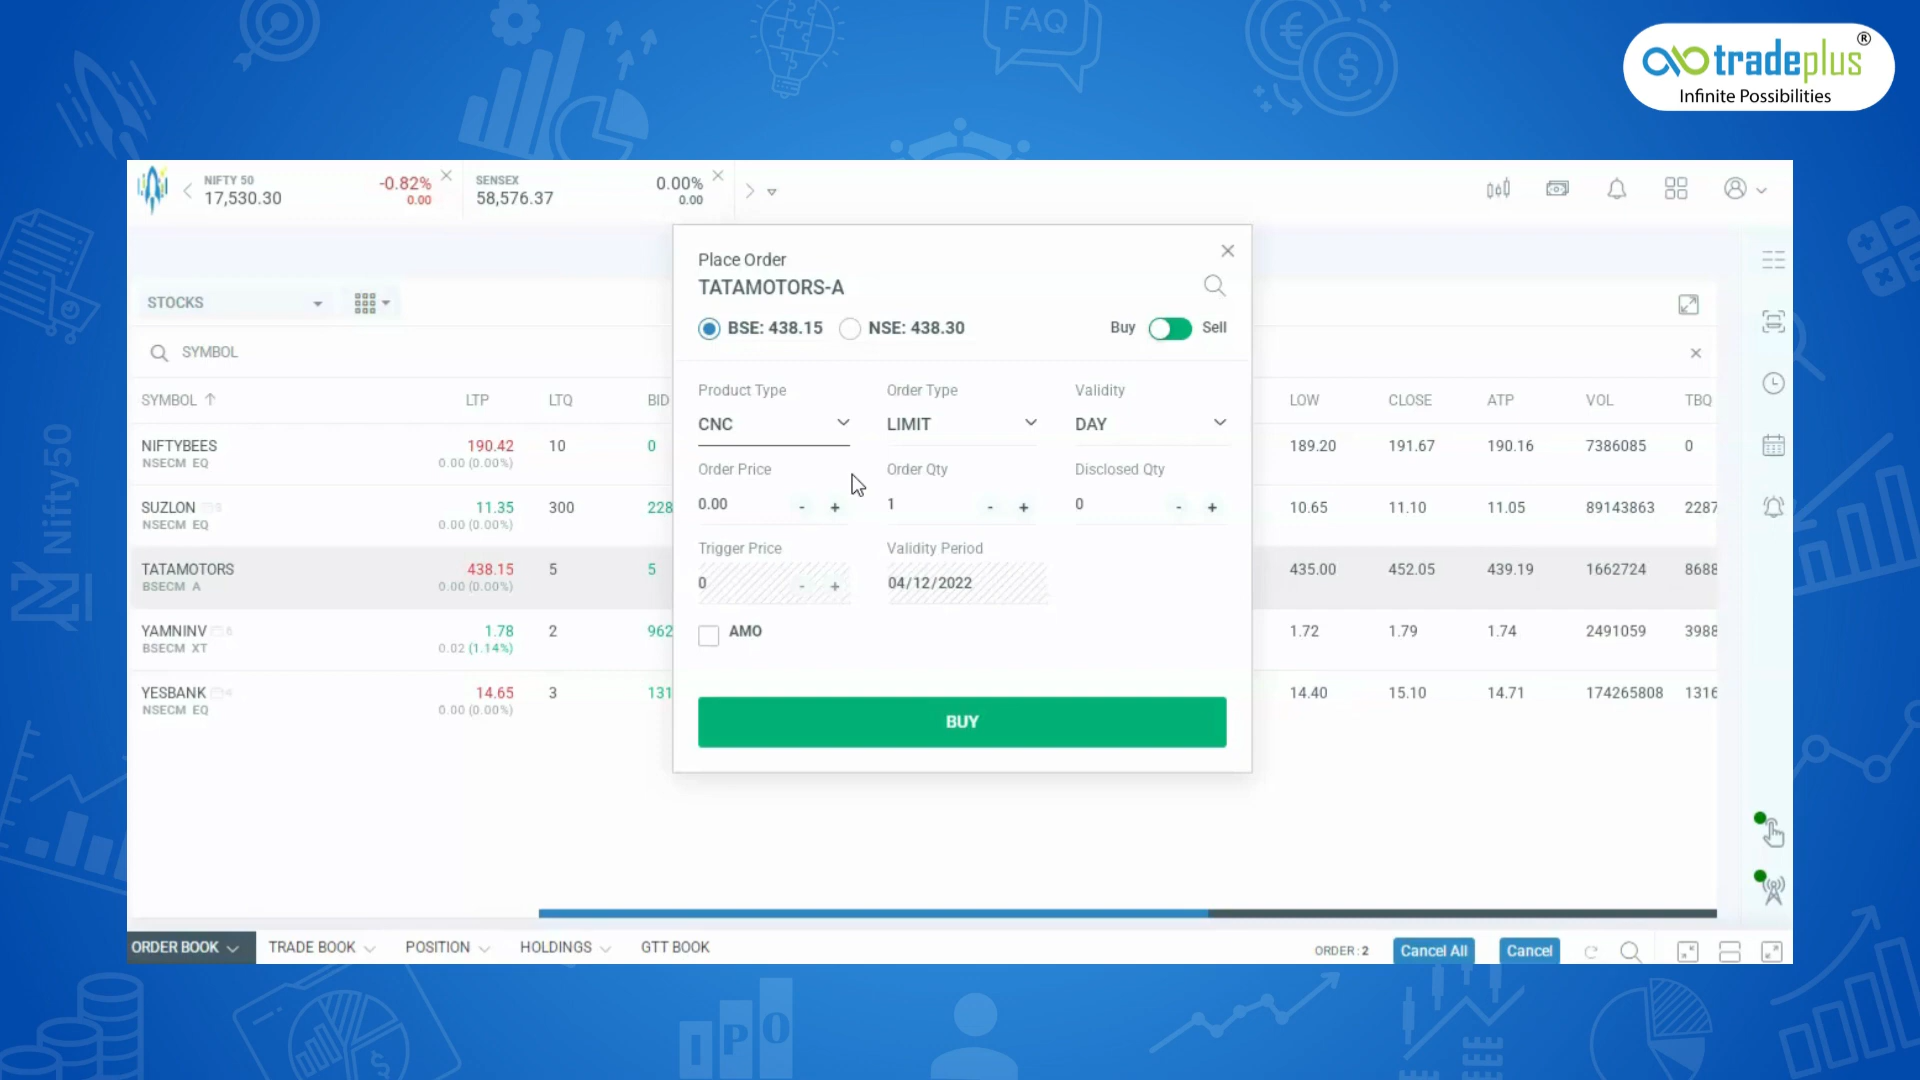 FAQ
tradeplus®
Infinite Possibilities
NIFTY 50
17,530.30
-0.82%
0.00
SENSEX
58,576.37
0.00%
0.00
Place Order
TATAMOTORS-A
BSE: 438.15
NSE: 438.30
Buy
Sell
STOCKS
SYMBOL
Product Type
Order Type
Validity
CNC
LIMIT
DAY
SYMBOL LTP LTQ BID LOW CLOSE ATP VOL TBQ
NIFTYBEES 190.42 10 0 189.20 191.67 190.16 7386085 0
NSECM EQ 0.00 (0.00%)
Order Price
Order Qty
Disclosed Qty
0.00 - +
1 - +
0 - +
SUZLON 11.35 300 228 10.65 11.10 11.05 89143863 2287
NSECM EQ 0.00 (0.00%)
Trigger Price
Validity Period
0 - +
04/12/2022
TATAMOTORS 438.15 5 5 435.00 452.05 439.19 1662724 8688
BSECM A 0.00 (0.00%)
AMO
YAMNINV 1.78 2 962 1.72 1.79 1.74 2491059 3988
BSECM XT 0.02 (1.14%)
YESBANK 14.65 3 131 14.40 15.10 14.71 174265808 1316
NSECM EQ 0.00 (0.00%)
BUY
ORDER BOOK
TRADE BOOK
POSITION
HOLDINGS
GTT BOOK
ORDER : 2
Cancel All
Cancel
Nifty50
IPO